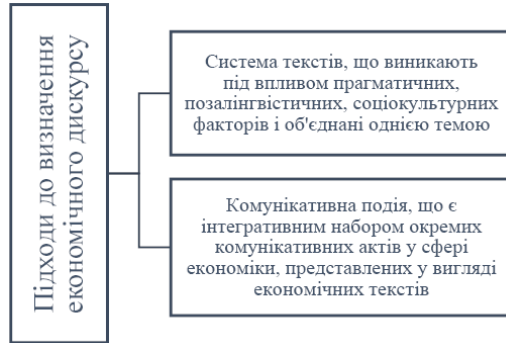 Підходи до визначення
економічного дискурсу
Система текстів, що виникають
під впливом прагматичних,
позалінгвістичних, соціокультурних
факторів і об'єднані однією темою
Комунікативна подія, що є
інтегративним набором окремих
комунікативних актів у сфері
економіки, представлених у вигляді
економічних текстів